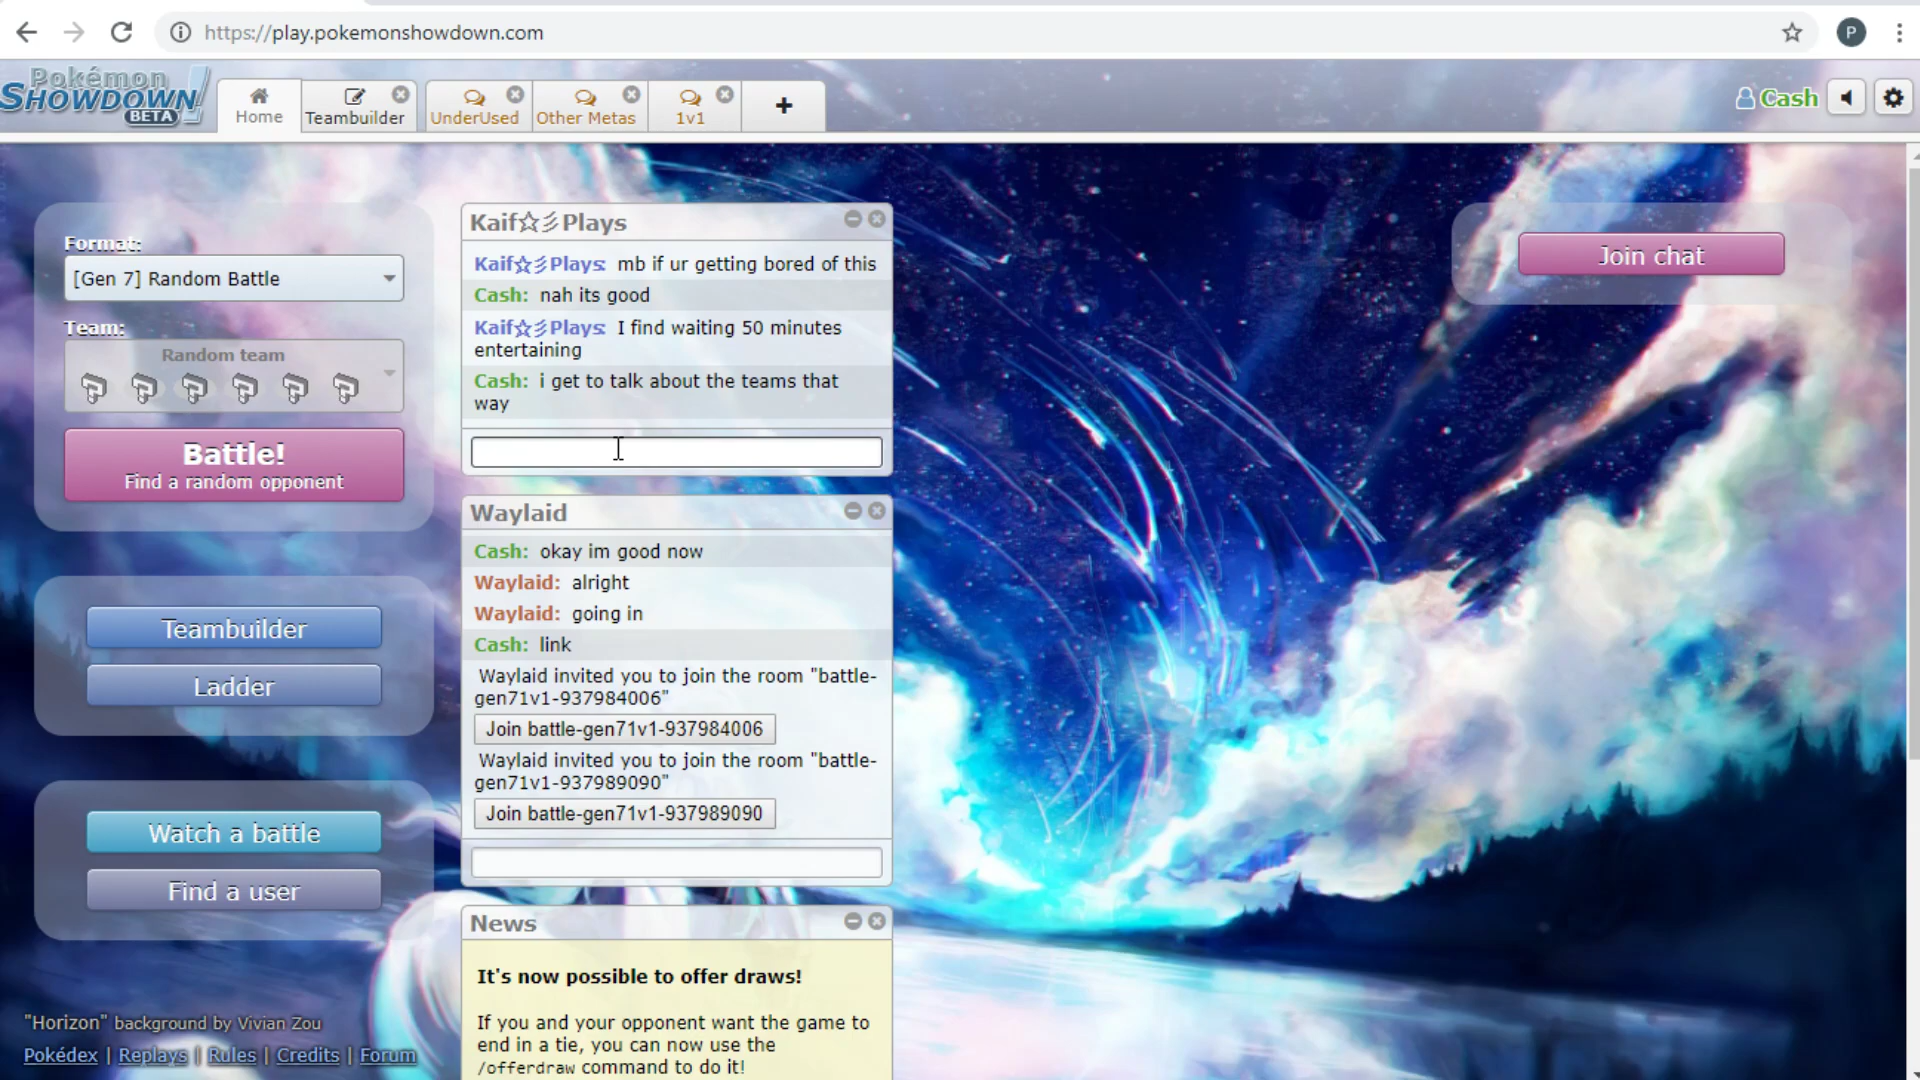 https://play.pokemonshowdown.com
P
Pokémon
SHOWDOWN!
BETA
Home
Teambuilder
UnderUsed
Other Metas
1v1
+
Cash
Format:
[Gen 7] Random Battle
Team:
Random team
Battle!
Find a random opponent
Teambuilder
Ladder
Watch a battle
Find a user
"Horizon" background by Vivian Zou
Pokédex | Replays | Rules | Credits | Forum
Kaif☆彡Plays
Kaif☆彡Plays: mb if ur getting bored of this
Cash: nah its good
Kaif☆彡Plays: I find waiting 50 minutes
entertaining
Cash: i get to talk about the teams that
way
Waylaid
Cash: okay im good now
Waylaid: alright
Waylaid: going in
Cash: link
Waylaid invited you to join the room "battle-
gen71v1-937984006"
Join battle-gen71v1-937984006
Waylaid invited you to join the room "battle-
gen71v1-937989090"
Join battle-gen71v1-937989090
News
It's now possible to offer draws!
If you and your opponent want the game to
end in a tie, you can now use the
/offerdraw command to do it!
Join chat